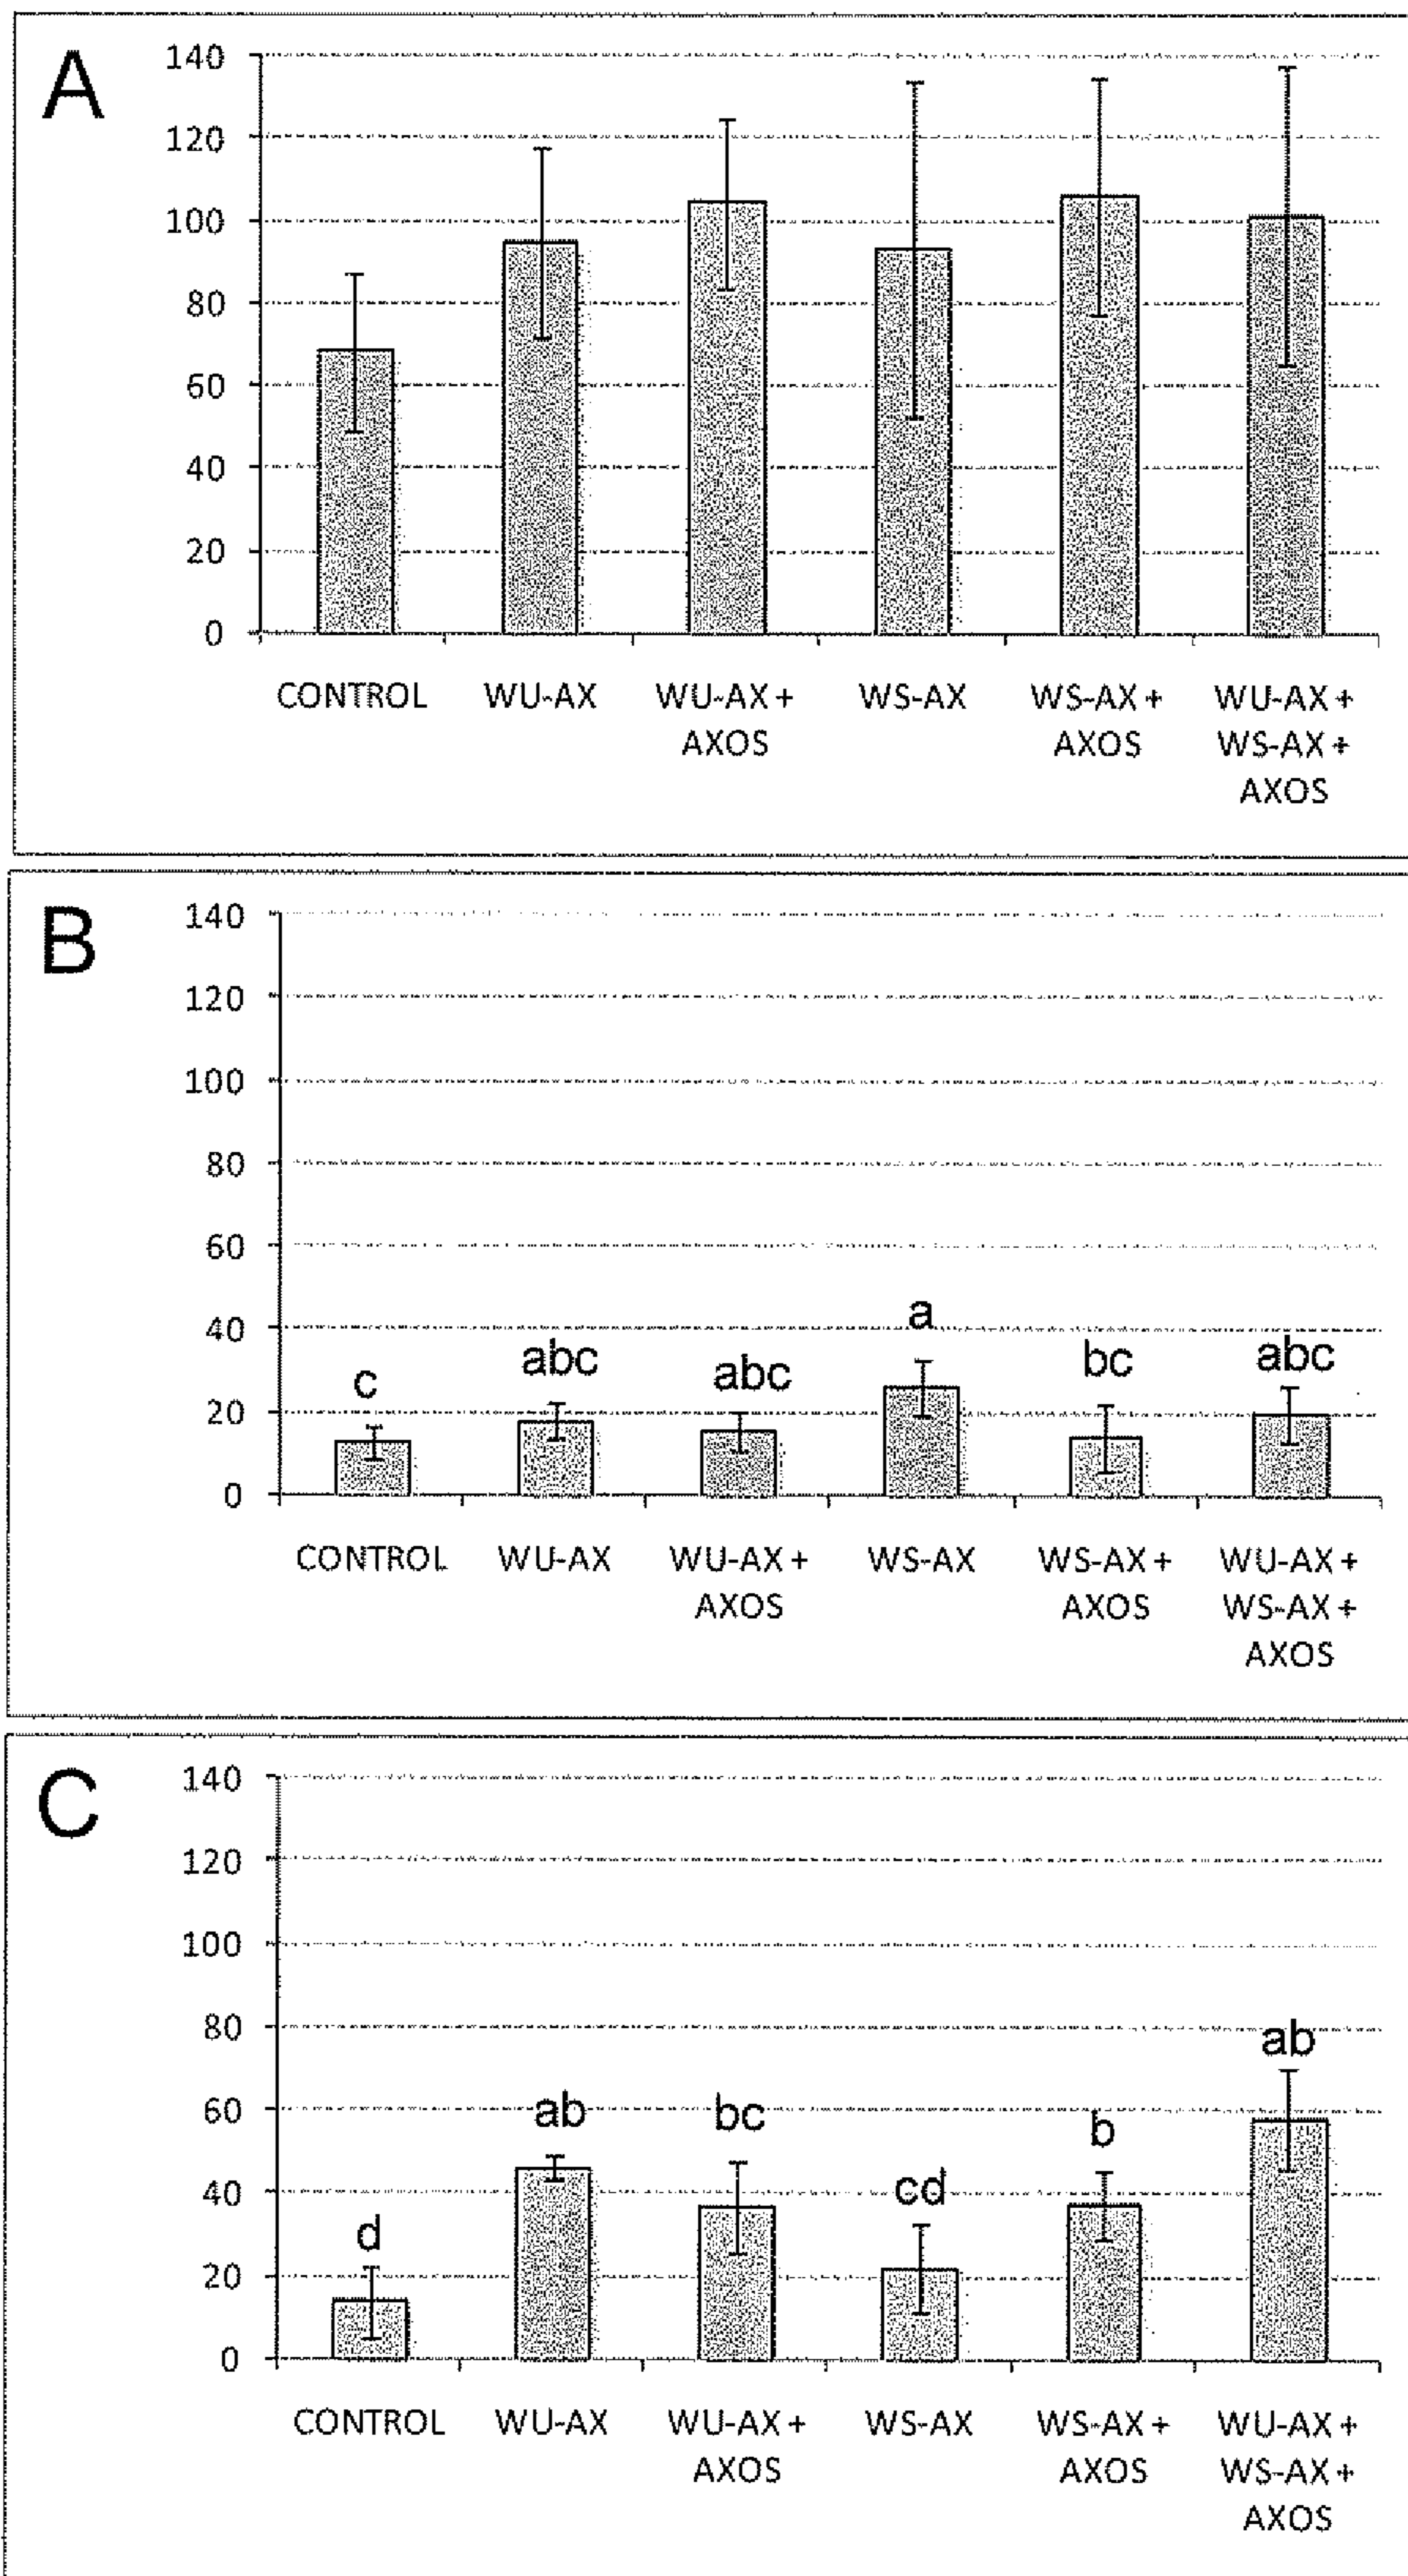 A
140
120
100
80
60
40
20
0
CONTROL WU-AX WU-AX + WS-AX WS-AX + WU-AX +
AXOS AXOS WS-AX +
AXOS
B
140
120
100
80
60
40
20
0
c abc abc a bc abc
CONTROL WU-AX WU-AX + WS-AX WS-AX + WU-AX +
AXOS AXOS WS-AX +
AXOS
C
140
120
100
80
60
40
20
0
d ab bc cd b ab
CONTROL WU-AX WU-AX + WS-AX WS-AX + WU-AX +
AXOS AXOS WS-AX +
AXOS